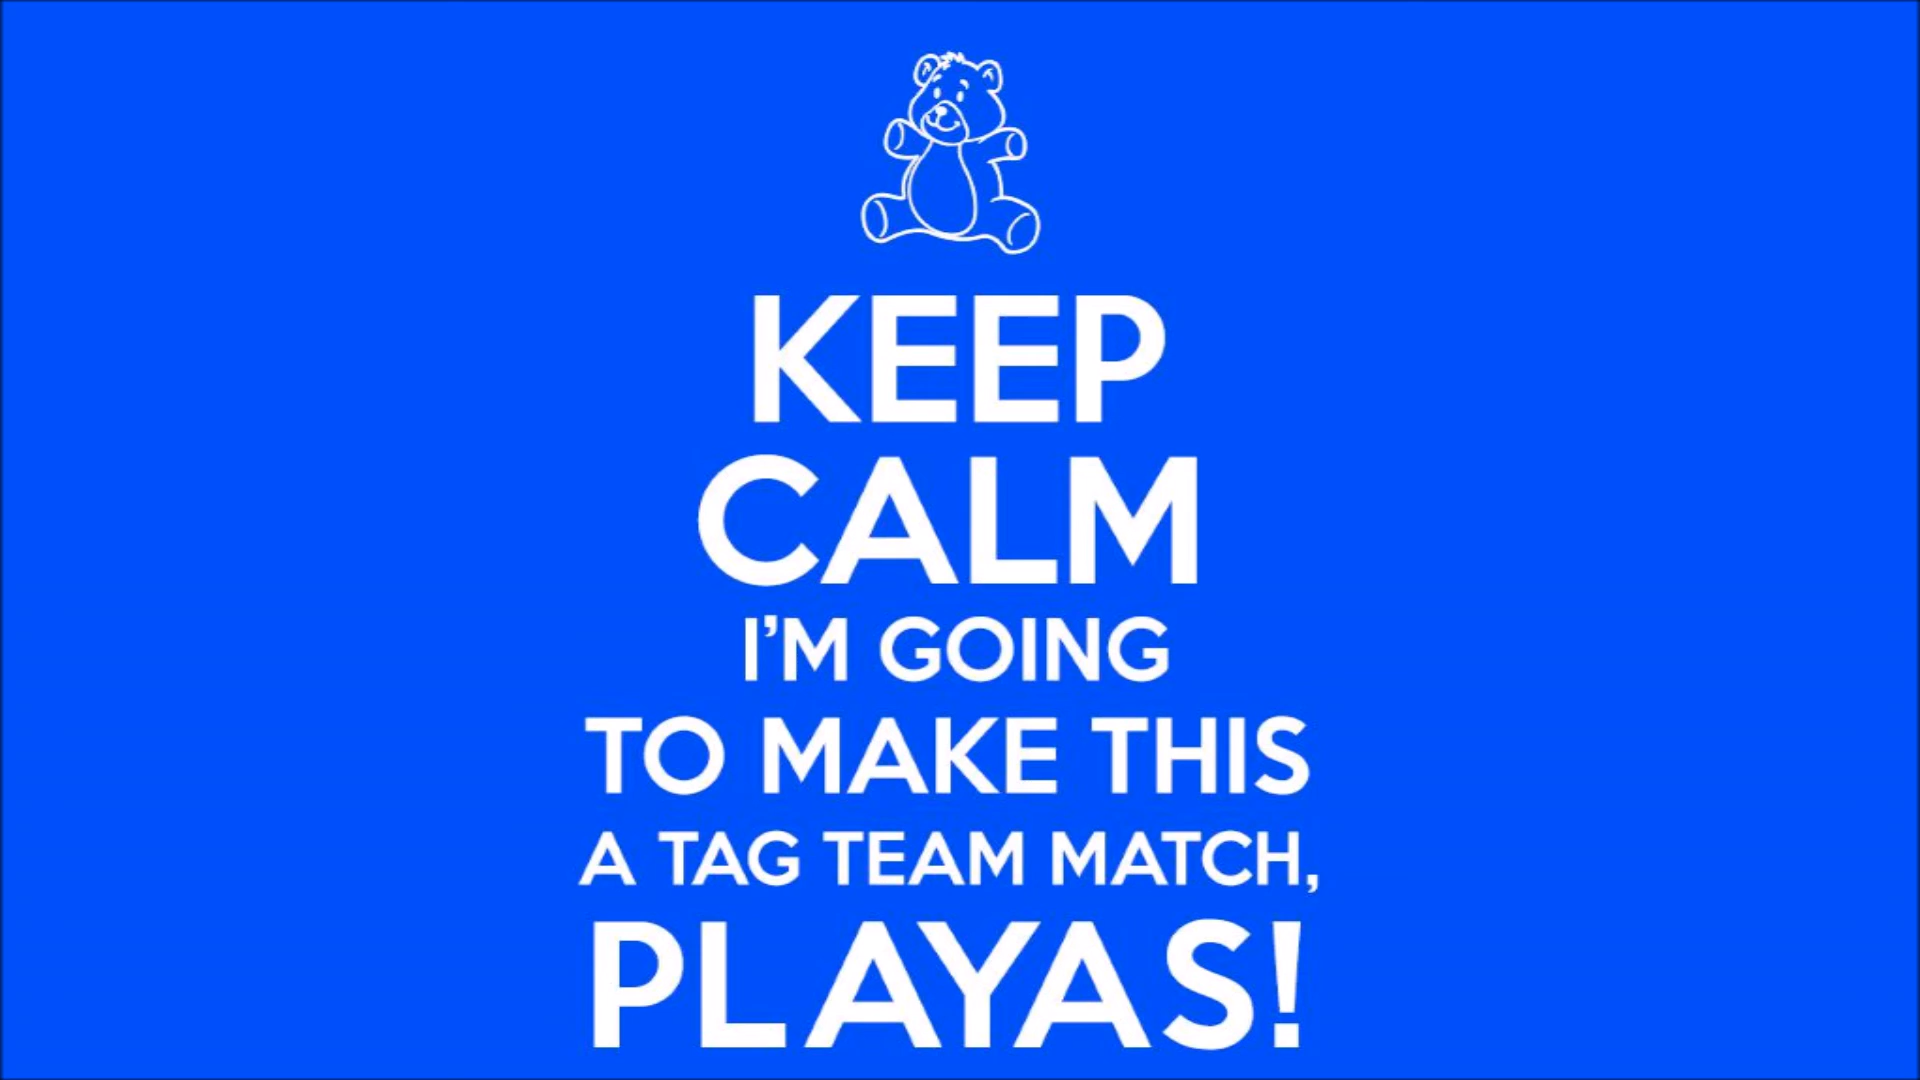 KEEP
CALM
I'M GOING
TO MAKE THIS
A TAG TEAM MATCH,
PLAYAS!